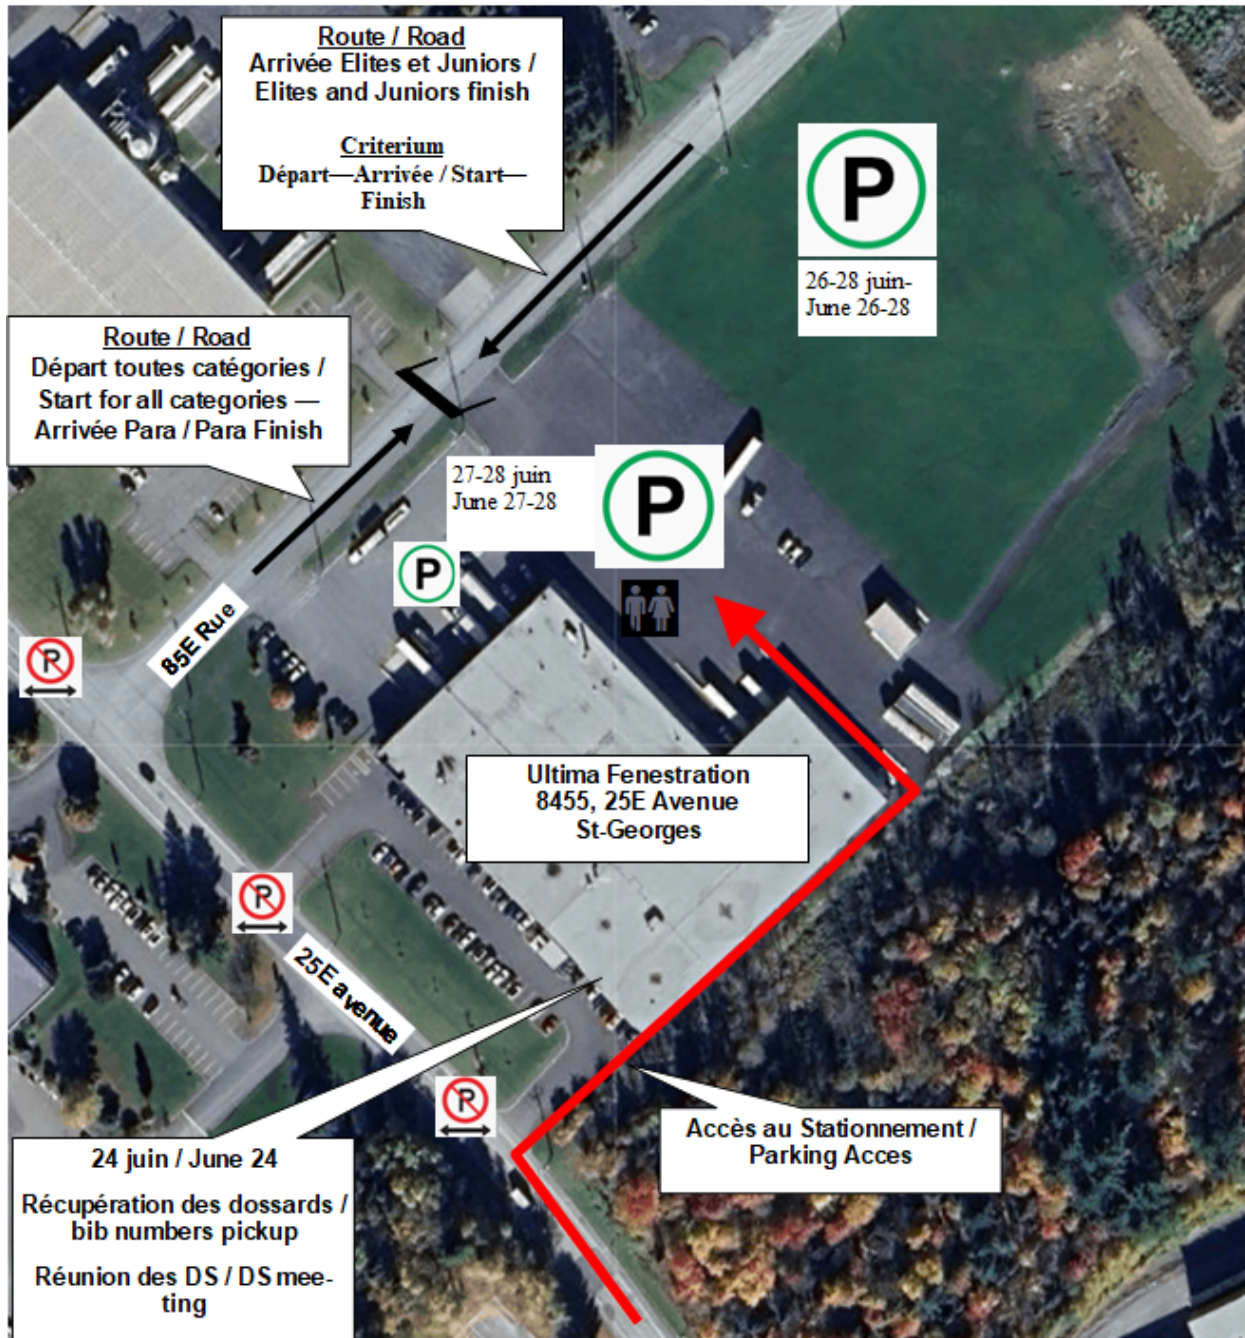 Route / Road
Arrivée Elites et Juniors /
Elites and Juniors finish
Criterium
Départ—Arrivée / Start—
Finish
P
26-28 juin-
June 26-28
Route / Road
Départ toutes catégories /
Start for all categories —
Arrivée Para / Para Finish
27-28 juin
June 27-28
P
P
85E Rue
P
Ultima Fenestration
8455, 25E Avenue
St-Georges
P
25E avenue
P
Accès au Stationnement /
Parking Acces
24 juin / June 24
Récupération des dossards /
bib numbers pickup
Réunion des DS / DS mee-
ting